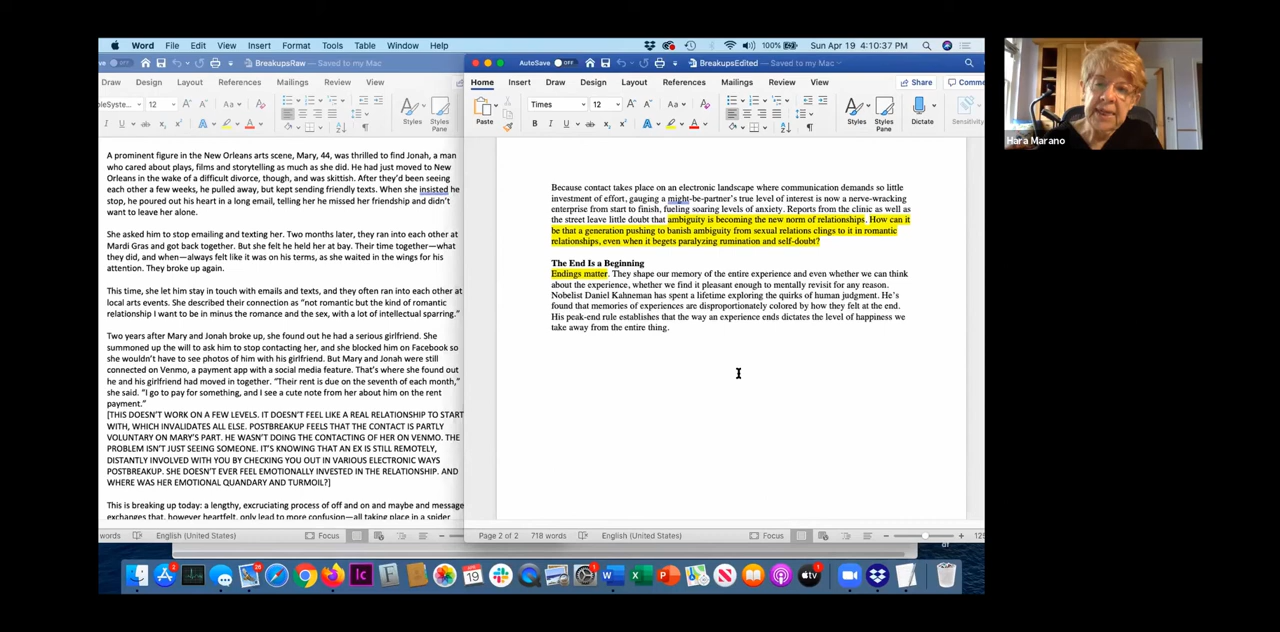 Word File Edit View Insert Format Tools Table Window Help
100% Sun Apr 19 4:10:37 PM
BreakupsRaw — Saved to my Mac
Draw Design Layout References Mailings Review View
12
Aa
Styles Styles Pane
A prominent figure in the New Orleans arts scene, Mary, 44, was thrilled to find Jonah, a man
who cared about plays, films and storytelling as much as she did. He had just moved to New
Orleans in the wake of a difficult divorce, though, and was skittish. After they'd been seeing
each other a few weeks, he pulled away, but kept sending friendly texts. When she insisted he
stop, he poured out his heart in a long email, telling her he missed her friendship and didn't
want to leave her alone.
She asked him to stop emailing and texting her. Two months later, they ran into each other at
Mardi Gras and got back together. But she felt he held her at bay. Their time together—what
they did, and when—always felt like it was on his terms, as she waited in the wings for his
attention. They broke up again.
This time, she let him stay in touch with emails and texts, and they often ran into each other at
local arts events. She described their connection as "not romantic but the kind of romantic
relationship I want to be in minus the romance and the sex, with a lot of intellectual sparring."
Two years after Mary and Jonah broke up, she found out he had a serious girlfriend. She
summoned up the will to ask him to stop contacting her, and she blocked him on Facebook so
she wouldn't have to see photos of him with his girlfriend. But Mary and Jonah were still
connected on Venmo, a payment app with a social media feature. That's where she found out
he and his girlfriend had moved in together. "Their rent is due on the seventh of each month,"
she said. "I go to pay for something, and I see a cute note from her about him on the rent
payment."
[THIS DOESN'T WORK ON A FEW LEVELS. IT DOESN'T FEEL LIKE A REAL RELATIONSHIP TO START
WITH, WHICH INVALIDATES ALL ELSE. POSTBREAKUP FEELS THAT THE CONTACT IS PARTLY
VOLUNTARY ON MARY'S PART. HE WASN'T DOING THE CONTACTING OF HER ON VENMO. THE
PROBLEM ISN'T JUST SEEING SOMEONE. IT'S KNOWING THAT AN EX IS STILL REMOTELY,
DISTANTLY INVOLVED WITH YOU BY CHECKING YOU OUT IN VARIOUS ELECTRONIC WAYS
POSTBREAKUP. SHE DOESN'T EVER FEEL EMOTIONALLY INVESTED IN THE RELATIONSHIP. AND
WHERE WAS HER EMOTIONAL QUANDARY AND TURMOIL?]
This is breaking up today: a lengthy, excruciating process of off and on and maybe and message
exchanges that, however heartfelt, only lead to more confusion—all taking place in a spider
words English (United States) Focus
AutoSave OFF BreakupsEdited — Saved to my Mac
Home Insert Draw Design Layout References Mailings Review View Share Comme
Paste Times 12 Aa Styles Styles Pane Dictate Sensitivity
Because contact takes place on an electronic landscape where communication demands so little
investment of effort, gauging a might-be-partner's true level of interest is now a nerve-wracking
enterprise from start to finish, fueling soaring levels of anxiety. Reports from the clinic as well as
the street leave little doubt that ambiguity is becoming the new norm of relationships. How can it
be that a generation pushing to banish ambiguity from sexual relations clings to it in romantic
relationships, even when it begets paralyzing rumination and self-doubt?
The End Is a Beginning
Endings matter. They shape our memory of the entire experience and even whether we can think
about the experience, whether we find it pleasant enough to mentally revisit for any reason.
Nobelist Daniel Kahneman has spent a lifetime exploring the quirks of human judgment. He's
found that memories of experiences are disproportionately colored by how they felt at the end.
His peak-end rule establishes that the way an experience ends dictates the level of happiness we
take away from the entire thing.
Page 2 of 2 718 words English (United States) Focus
Hara Marano